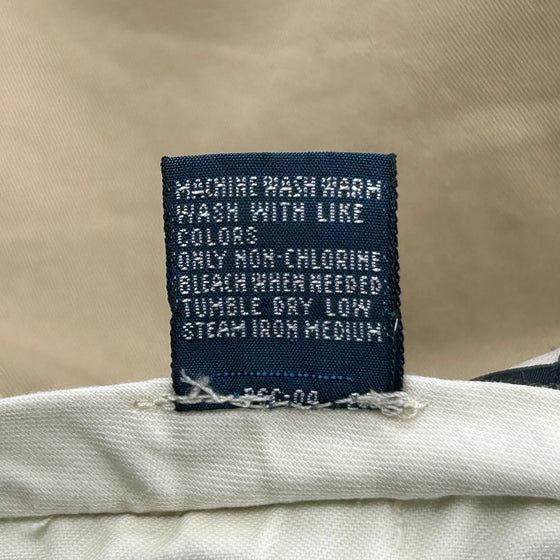 MACHINE WASH WARM
WASH WITH LIKE
COLORS
ONLY NON-CHLORINE
BLEACH WHEN NEEDED
TUMBLE DRY LOW
STEAM IRON MEDIUM